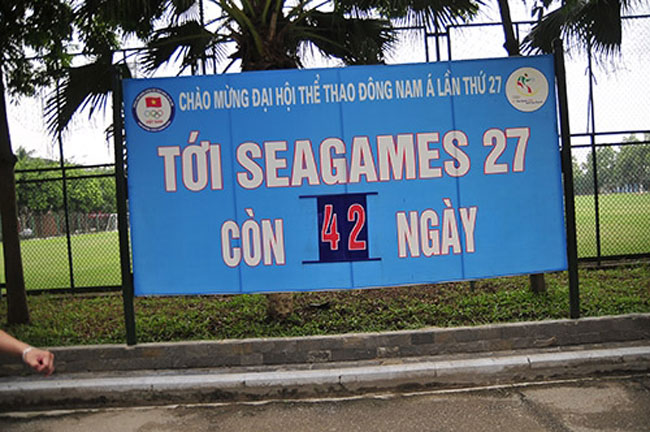 CHÀO MỪNG ĐẠI HỘI THỂ THAO ĐÔNG NAM Á LẦN THỨ 27
TỚI SEAGAMES 27
CÒN 42 NGÀY